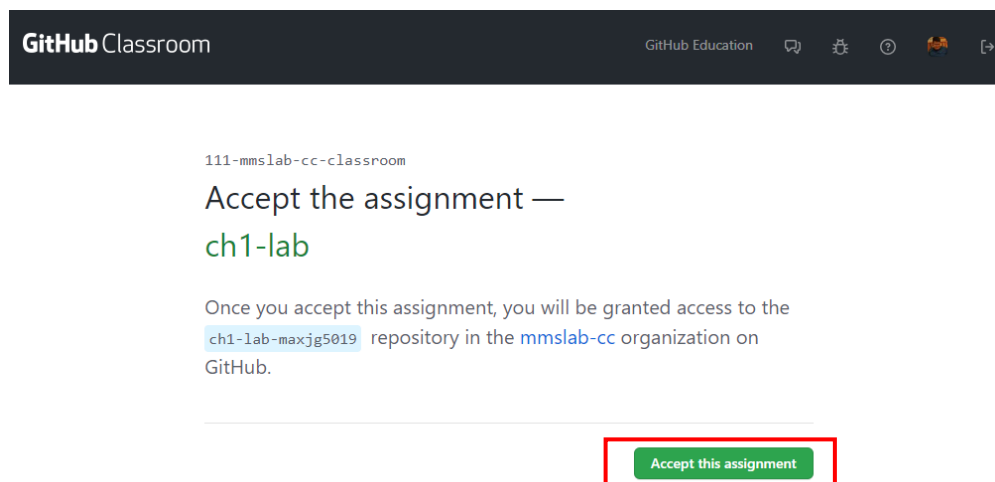 GitHub Classroom
GitHub Education
111-mmslab-cc-classroom
Accept the assignment —
ch1-lab
Once you accept this assignment, you will be granted access to the
ch1-lab-maxjg5019 repository in the mmslab-cc organization on
GitHub.
Accept this assignment